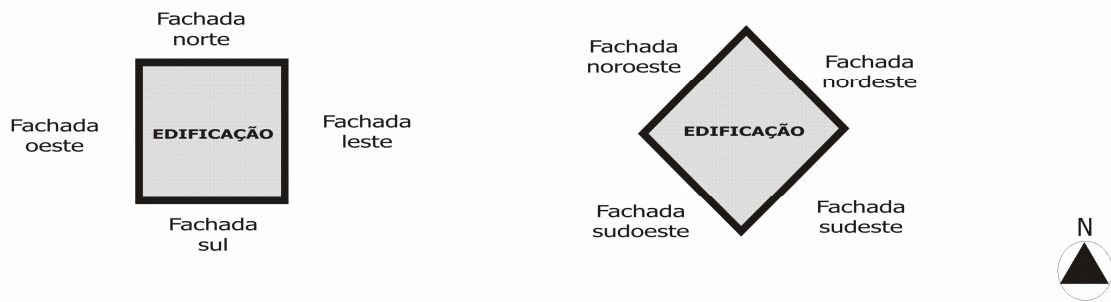 Fachada
norte
Fachada
oeste
EDIFICAÇÃO
Fachada
leste
Fachada
sul
Fachada
noroeste
Fachada
nordeste
EDIFICAÇÃO
Fachada
sudoeste
Fachada
sudeste
N